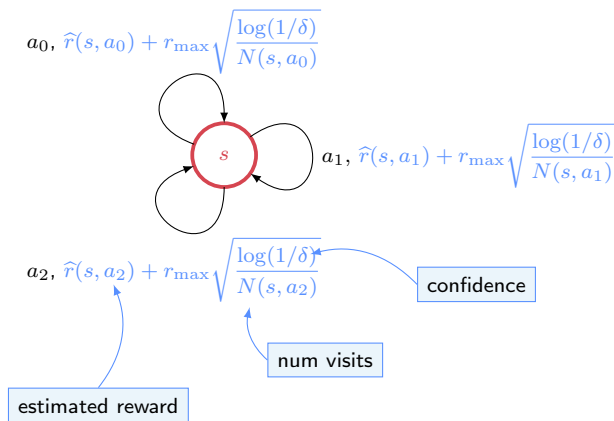 a₀, r̂(s, a₀) + r_max √(log(1/δ) / N(s, a₀))
s
a₁, r̂(s, a₁) + r_max √(log(1/δ) / N(s, a₁))
a₂, r̂(s, a₂) + r_max √(log(1/δ) / N(s, a₂))
confidence
num visits
estimated reward